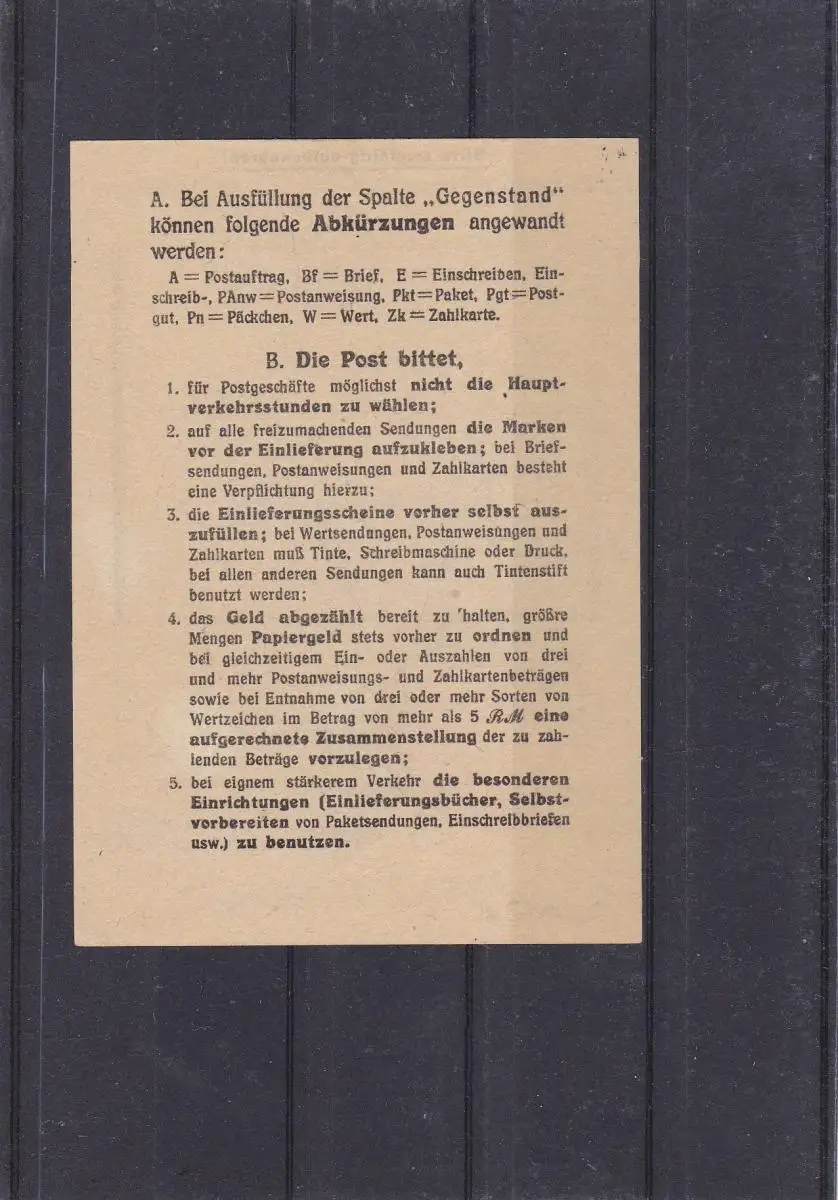 A. Bei Ausfüllung der Spalte „Gegenstand“
können folgende Abkürzungen angewandt
werden:
A = Postauftrag, Bf = Brief, E = Einschreiben, Ein-
schreib-, PAnw = Postanweisung, Pkt = Paket, Pgt = Post-
gut, Pn = Päckchen, W = Wert, Zk = Zahlkarte.
B. Die Post bittet,
1. für Postgeschäfte möglichst nicht die Haupt-
verkehrsstunden zu wählen;
2. auf alle freizumachenden Sendungen die Marken
vor der Einlieferung aufzukleben; bei Brief-
sendungen, Postanweisungen und Zahlkarten besteht
eine Verpflichtung hierzu;
3. die Einlieferungsscheine vorher selbst aus-
zufüllen; bei Wertsendungen, Postanweisungen und
Zahlkarten muß Tinte, Schreibmaschine oder Druck,
bei allen anderen Sendungen kann auch Tintenstift
benutzt werden;
4. das Geld abgezählt bereit zu halten, größre
Mengen Papiergeld stets vorher zu ordnen und
bei gleichzeitigem Ein- oder Auszahlen von drei
und mehr Postanweisungs- und Zahlkartenbeträgen
sowie bei Entnahme von drei oder mehr Sorten von
Wertzeichen im Betrag von mehr als 5 RM eine
aufgerechnete Zusammenstellung der zu zah-
lenden Beträge vorzulegen;
5. bei eignem stärkerem Verkehr die besonderen
Einrichtungen (Einlieferungsbücher, Selbst-
vorbereiten von Paketsendungen, Einschreibbriefen
usw.) zu benutzen.